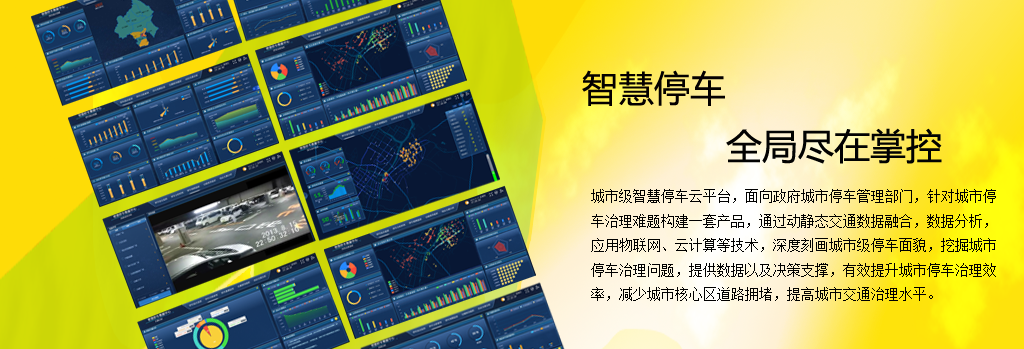 智慧停车
全局尽在掌控
城市级智慧停车云平台，面向政府城市停车管理部门，针对城市停
车治理难题构建一套产品，通过动静态交通数据融合，数据分析，
应用物联网、云计算等技术，深度刻画城市级停车面貌，挖掘城市
停车治理问题，提供数据以及决策支撑，有效提升城市停车治理效
率，减少城市核心区道路拥堵，提高城市交通治理水平。